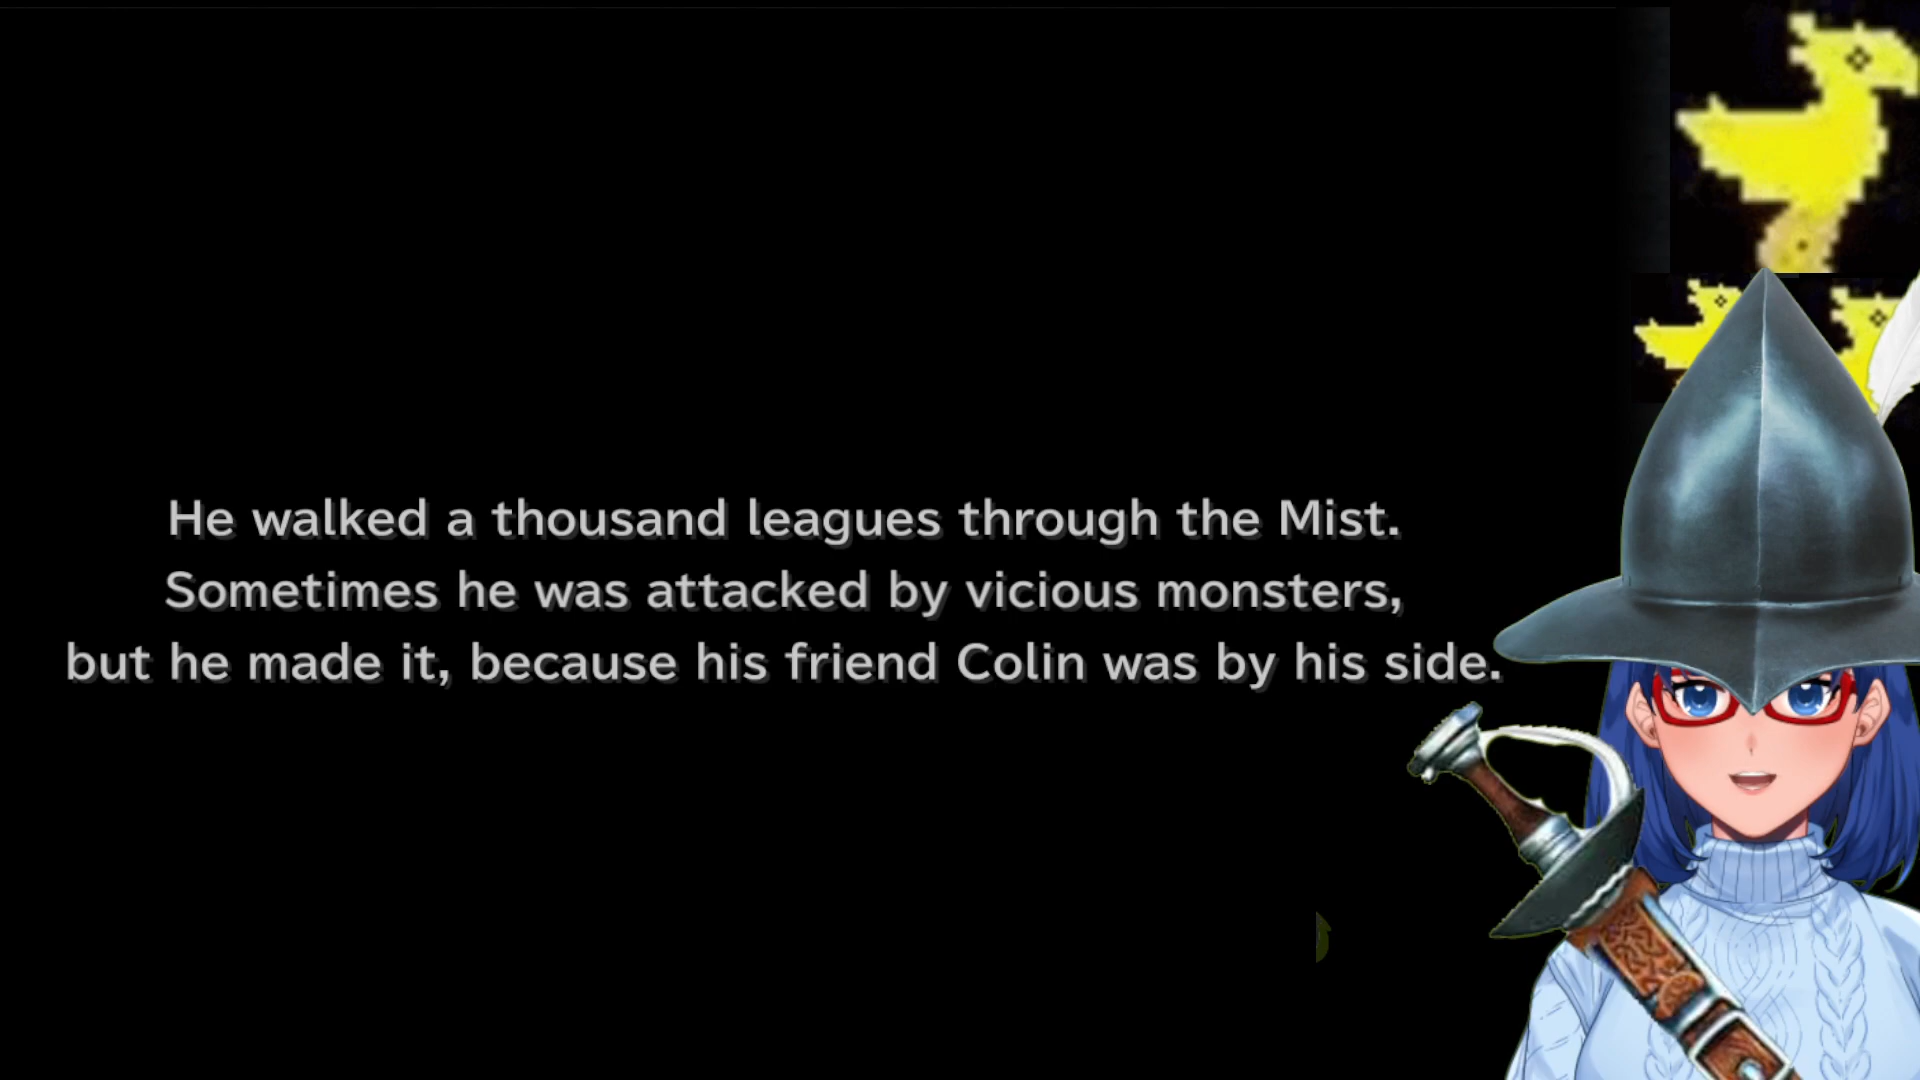 He walked a thousand leagues through the Mist.
Sometimes he was attacked by vicious monsters,
but he made it, because his friend Colin was by his side.